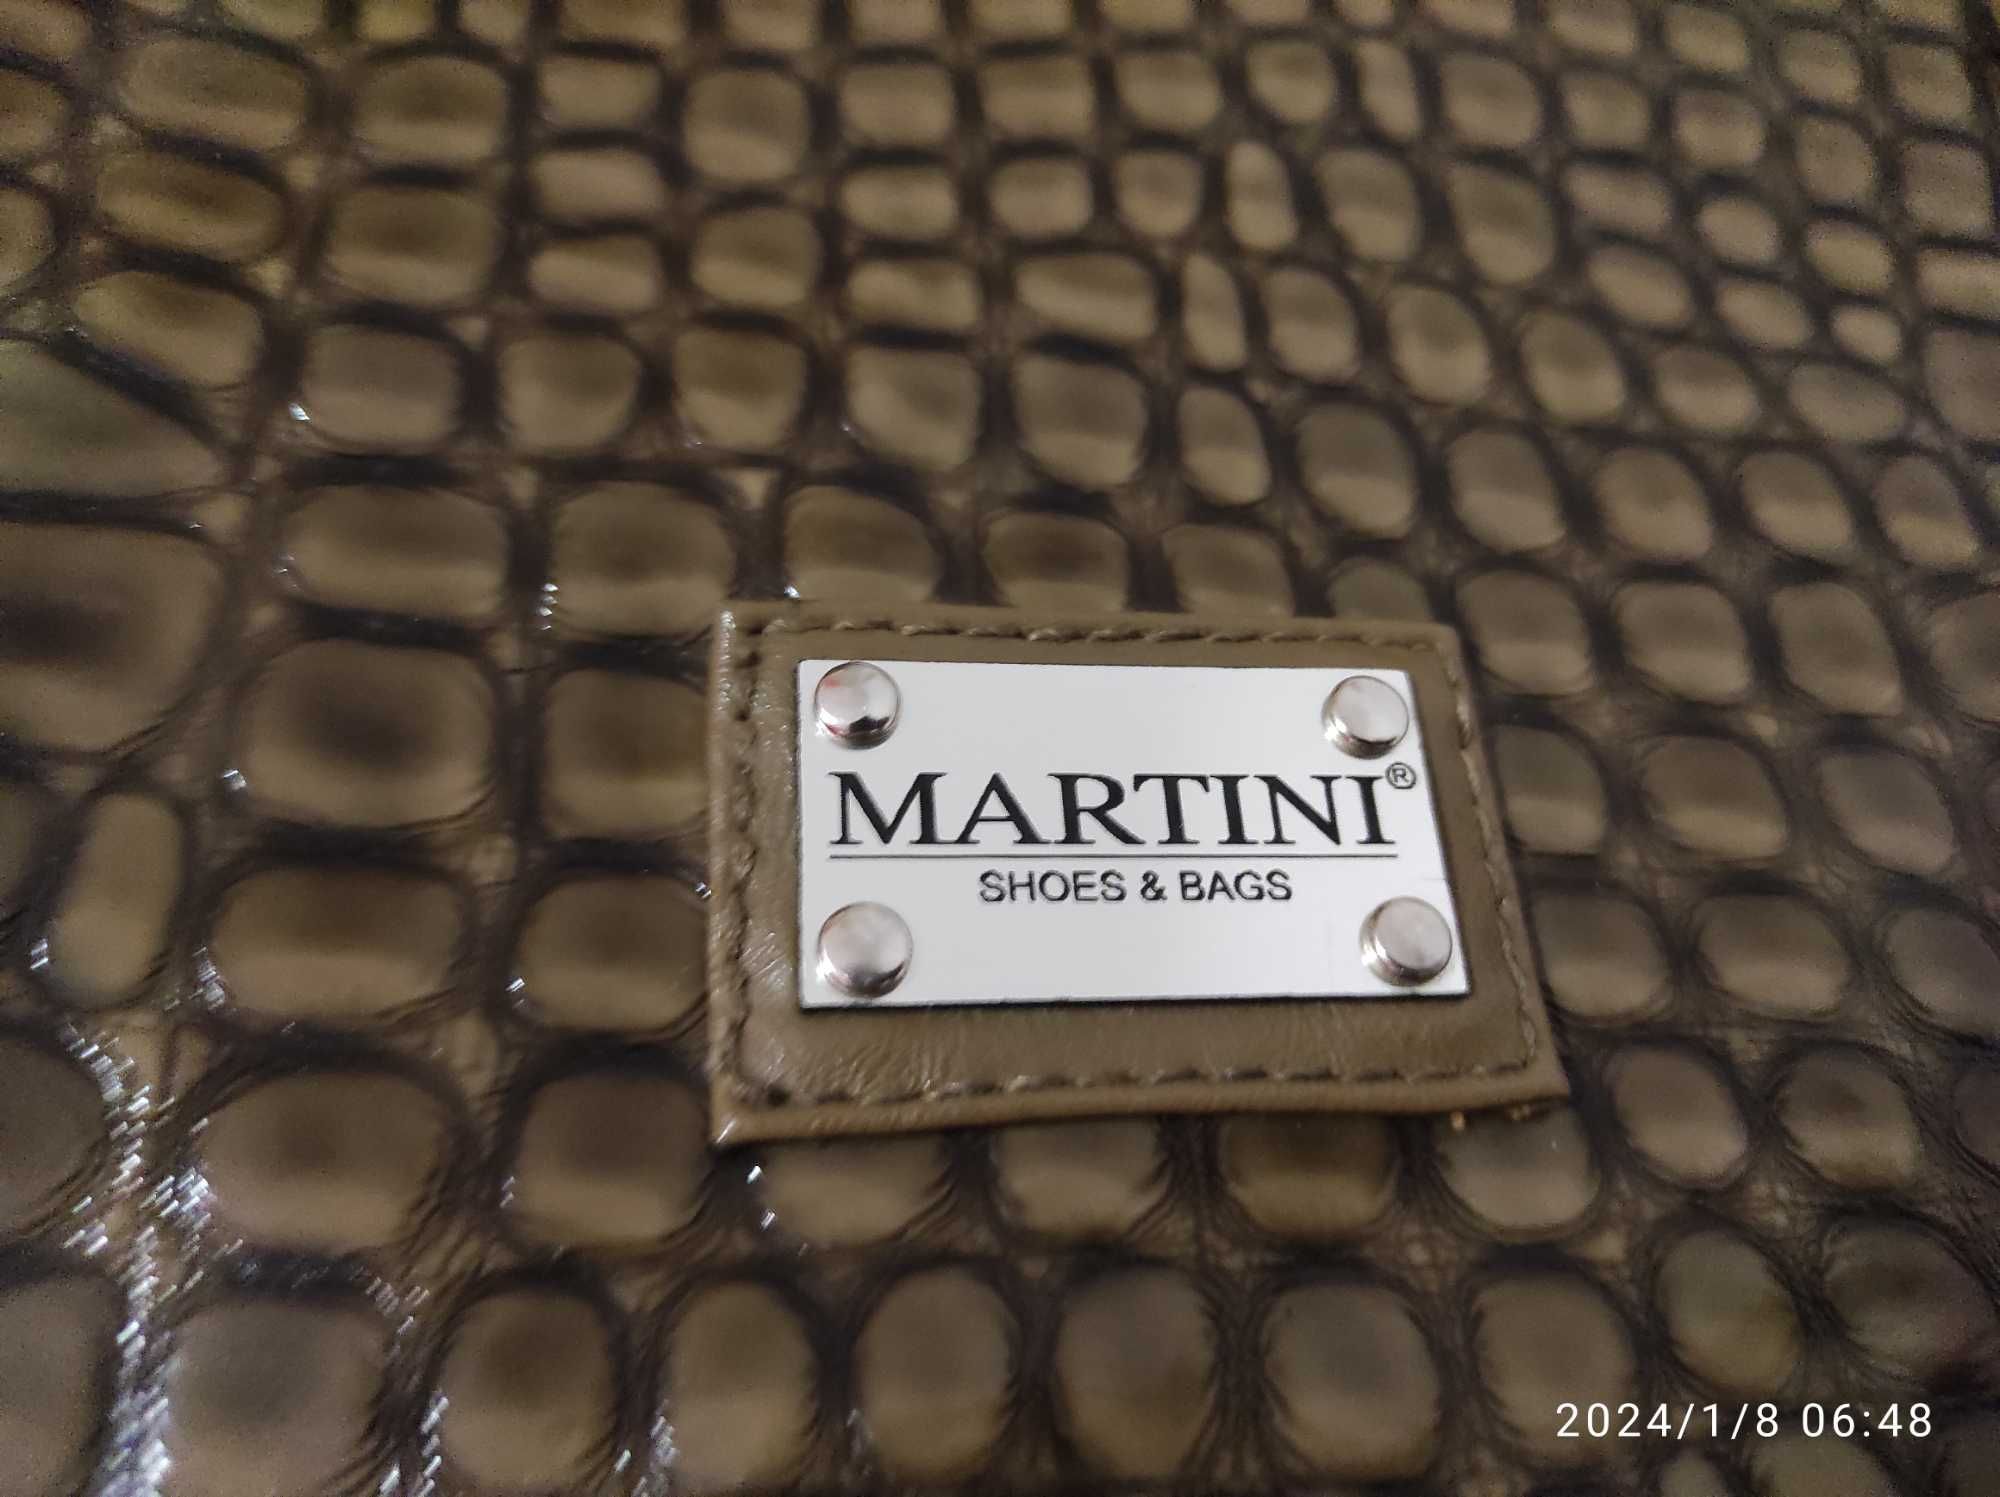 MARTINI®
SHOES & BAGS
2024/1/8 06:48